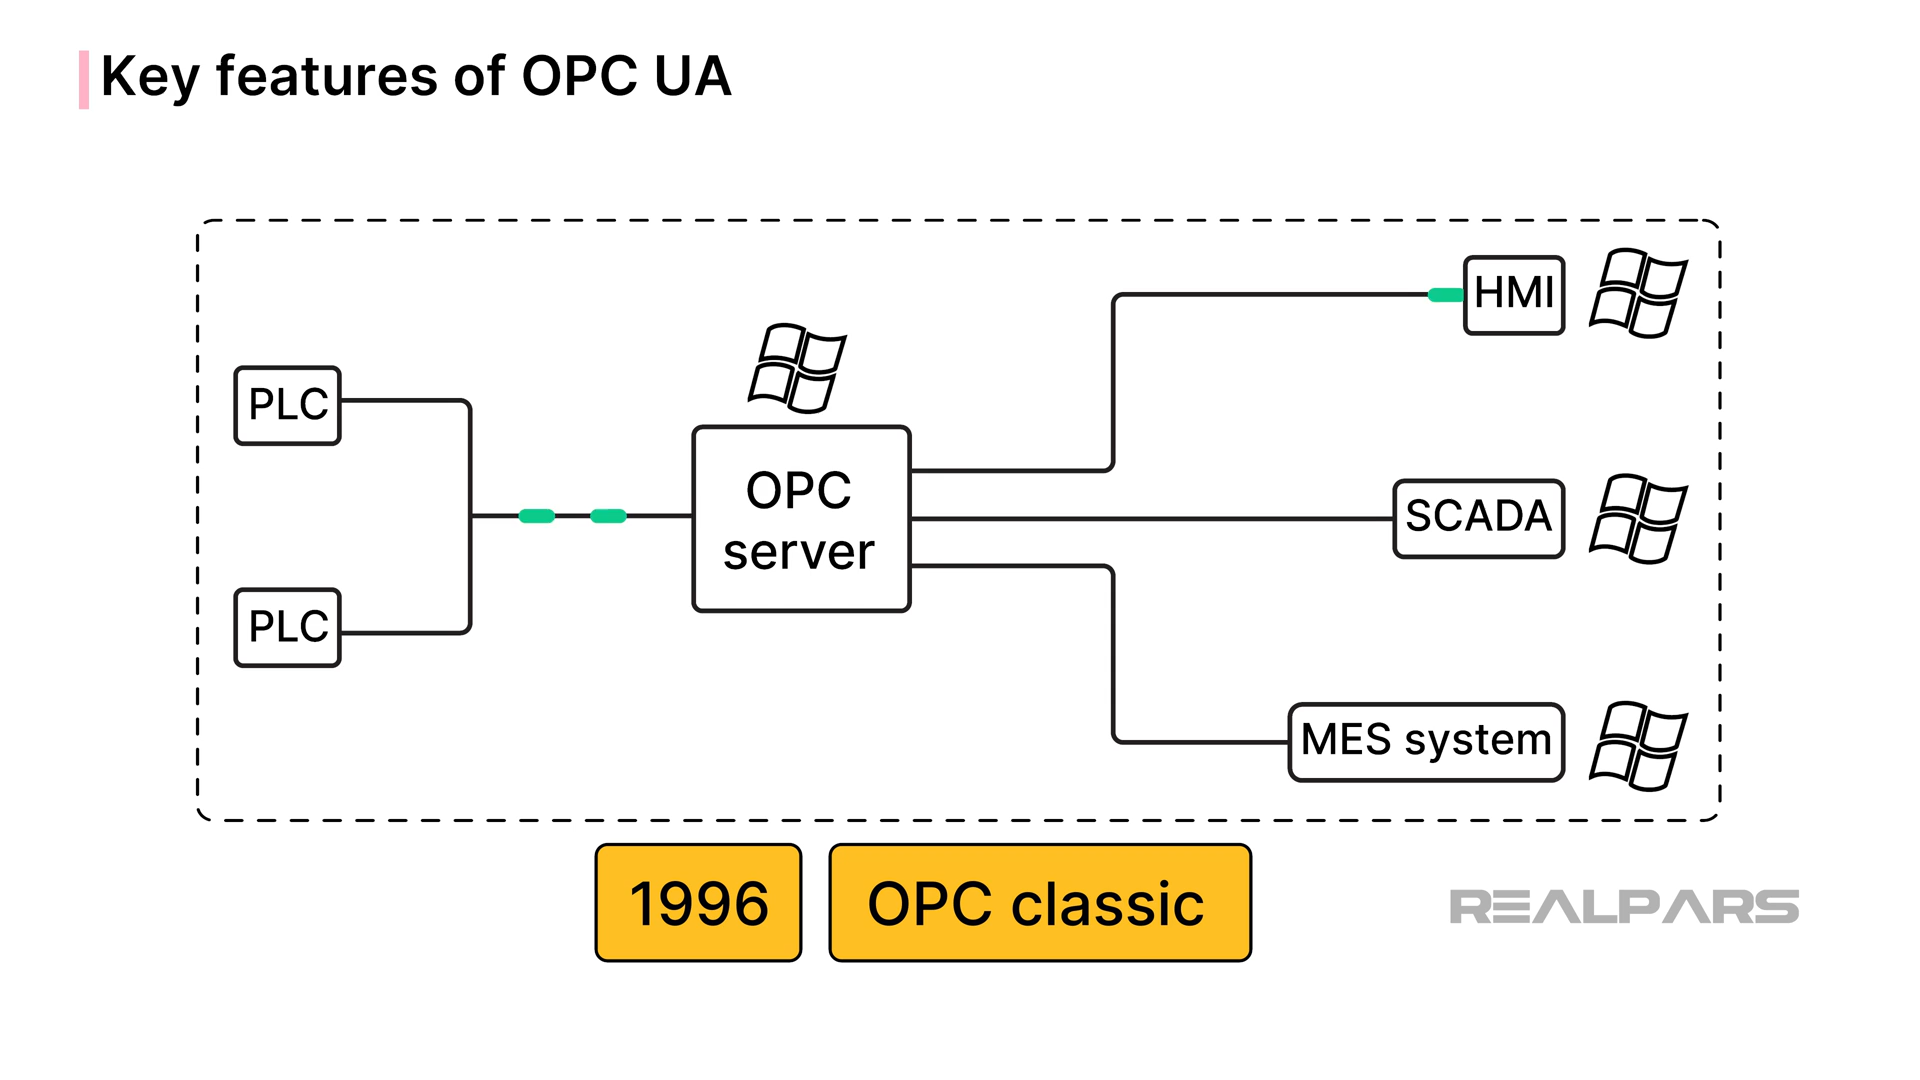 Key features of OPC UA
HMI
PLC
OPC
server
SCADA
PLC
MES system
1996
OPC classic
REALPARS